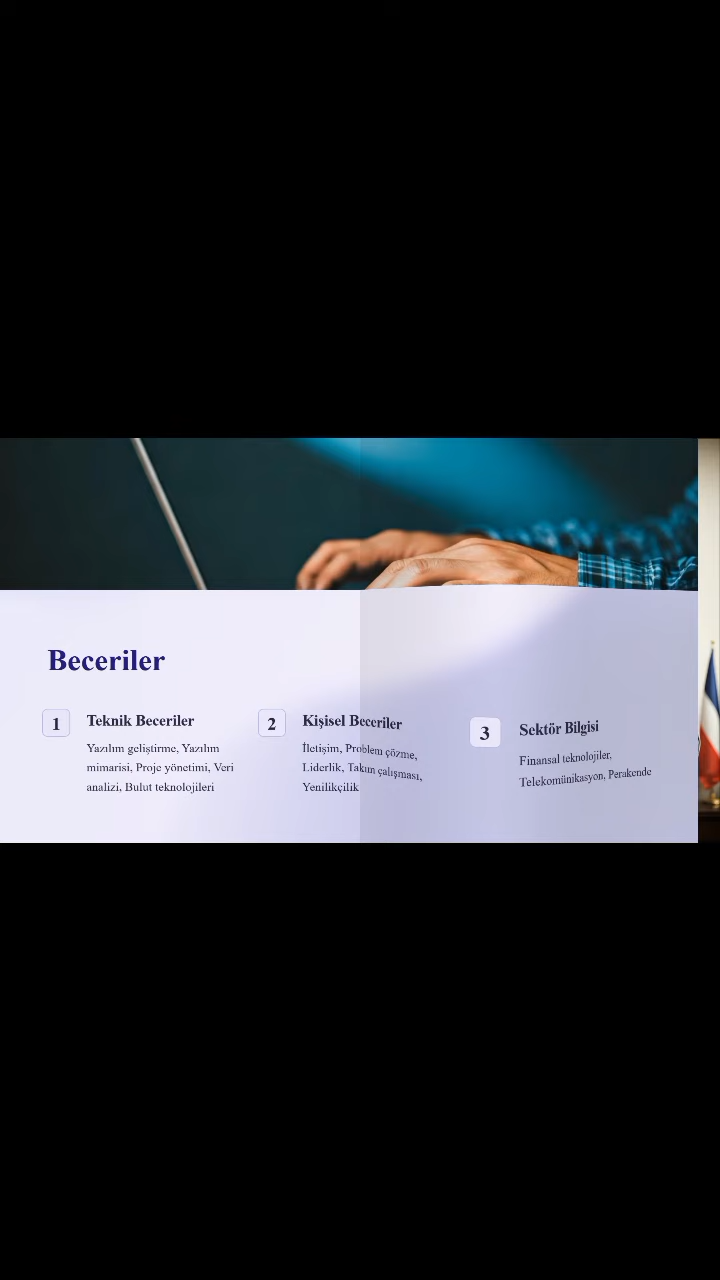 Beceriler
1
Teknik Beceriler
Yazılım geliştirme, Yazılım
mimarisi, Proje yönetimi, Veri
analizi, Bulut teknolojileri
2
Kişisel Beceriler
İletişim, Problem çözme,
Liderlik, Takım çalışması,
Yenilikçilik
3
Sektör Bilgisi
Finansal teknolojiler,
Telekomünikasyon, Perakende